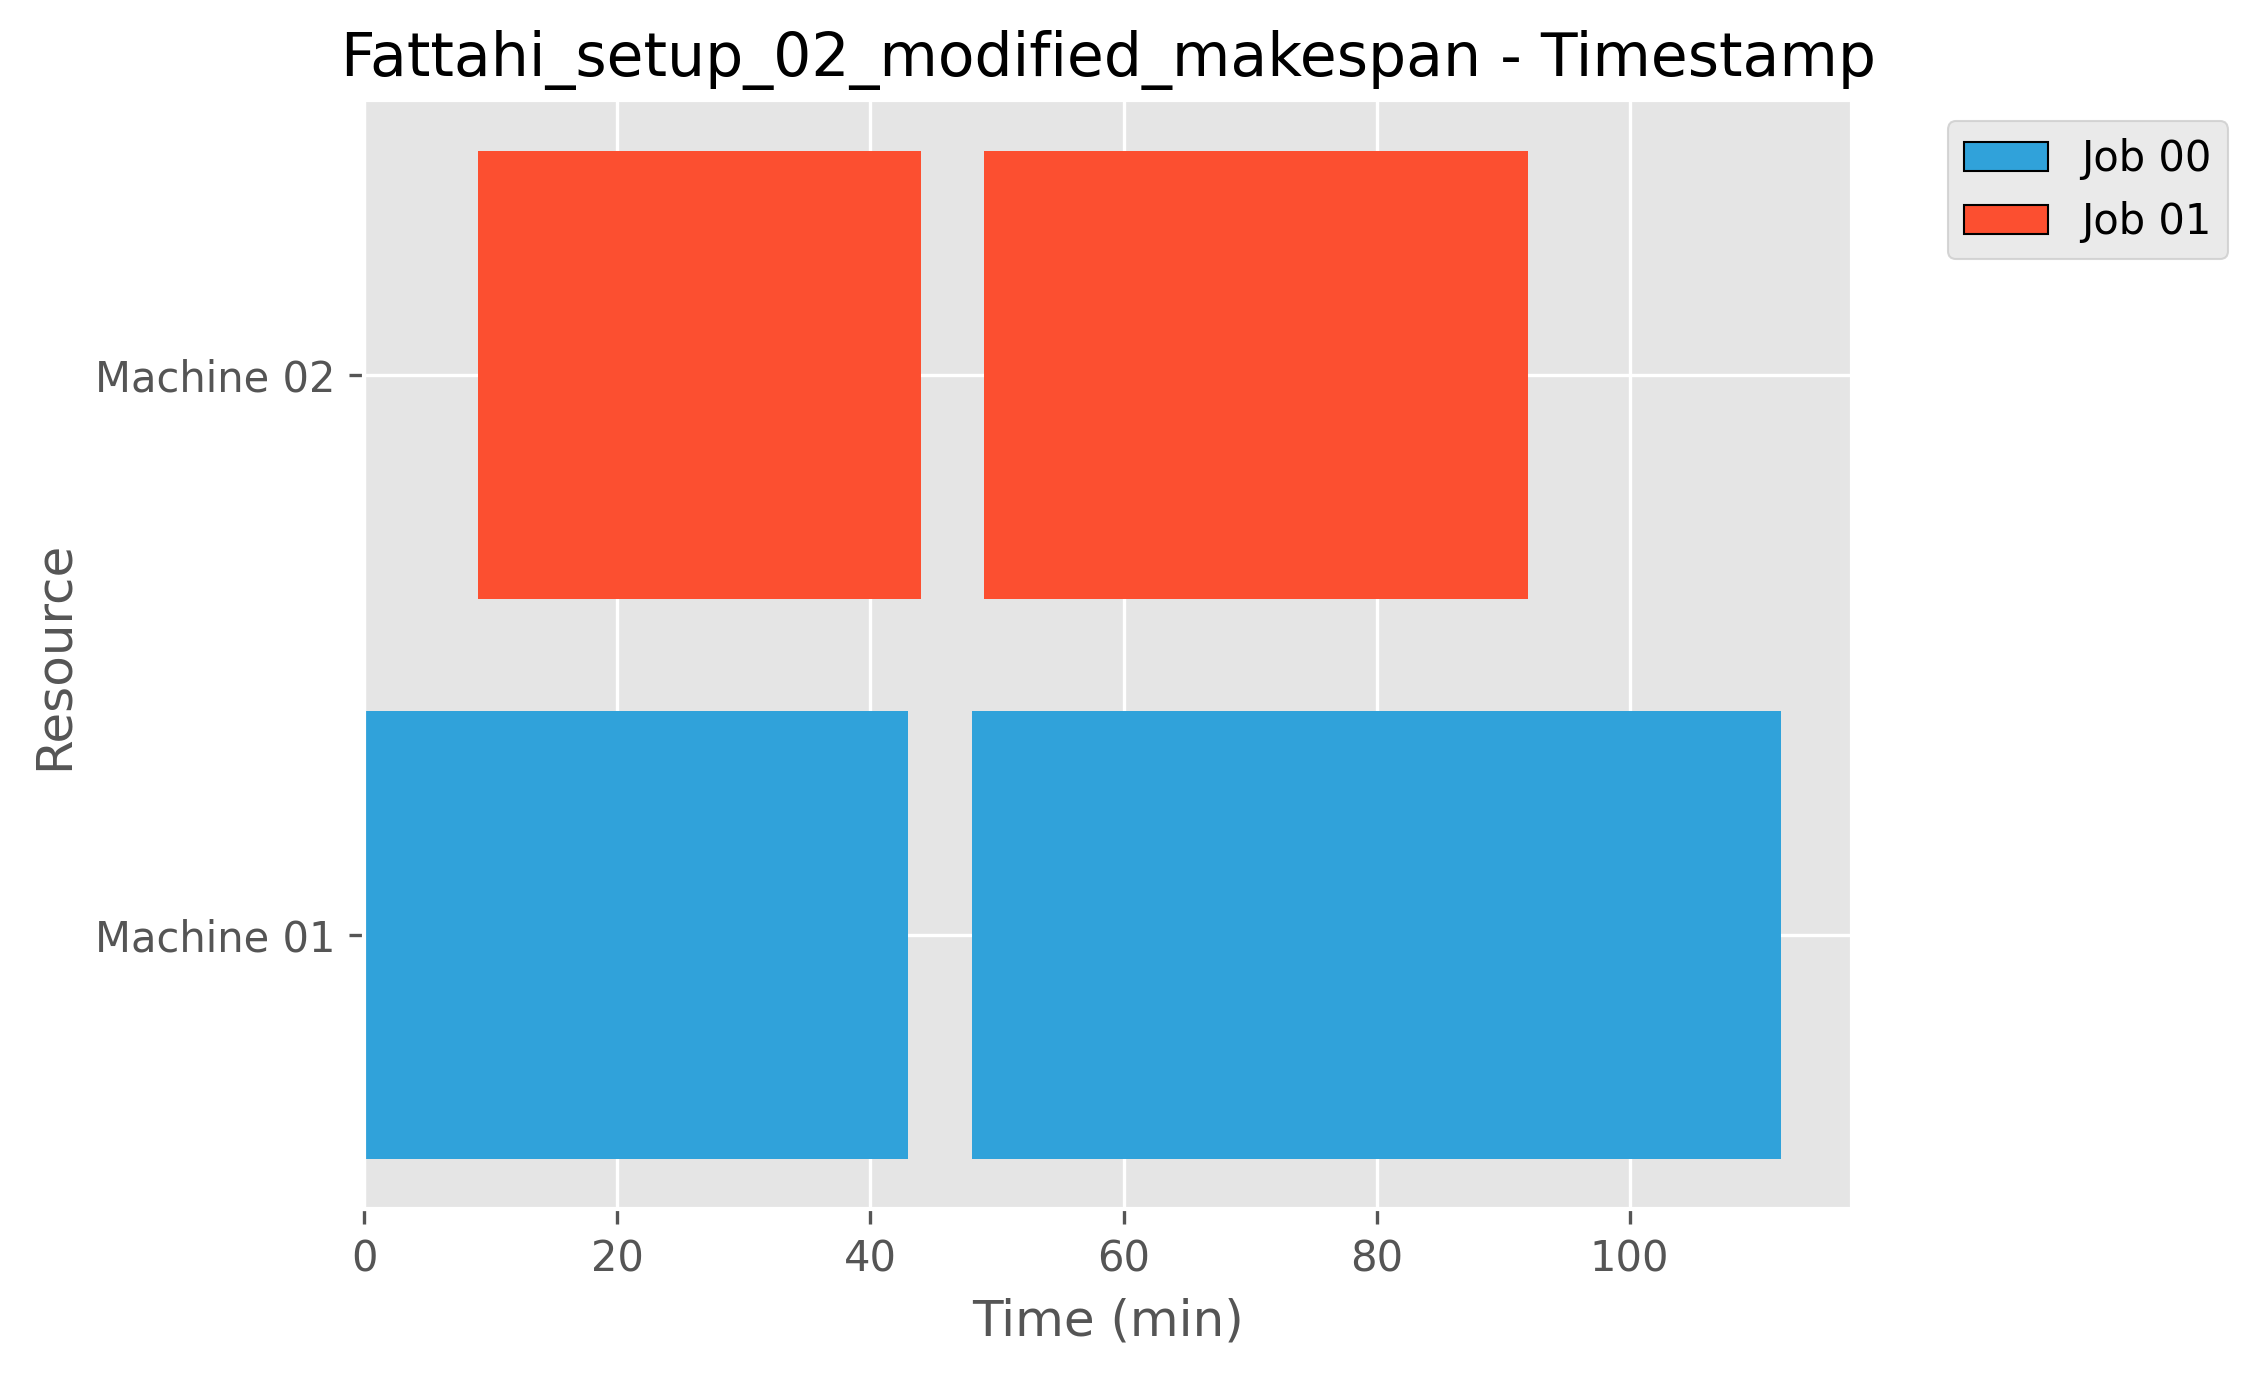 Fattahi_setup_02_modified_makespan - Timestamp
Job 00
Job 01
Machine 02
Machine 01
Resource
0 20 40 60 80 100
Time (min)